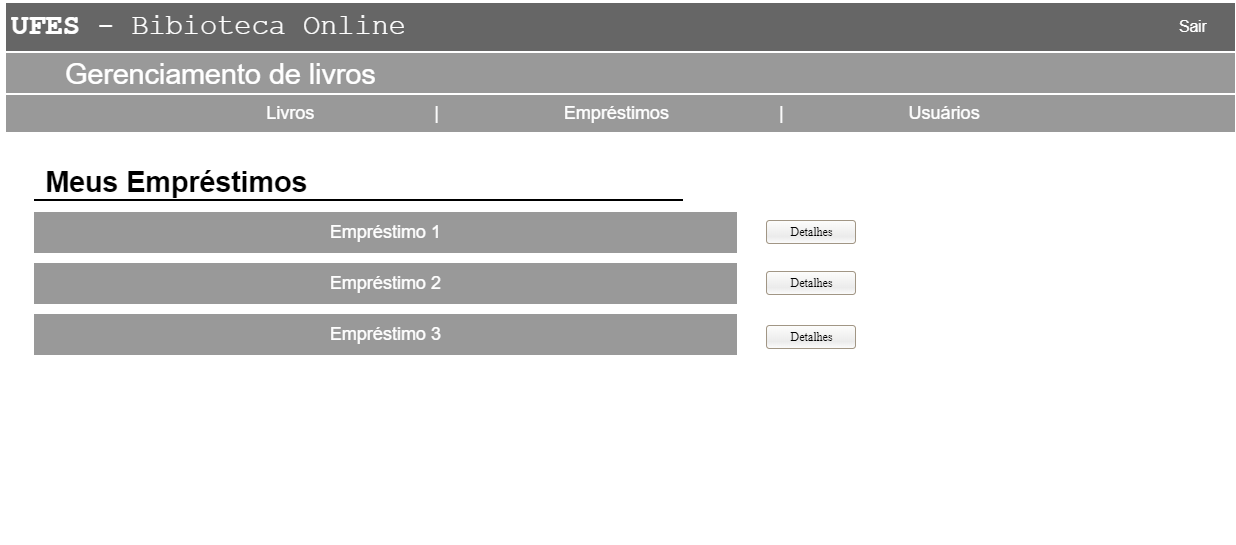 UFES - Bibioteca Online
Sair
Gerenciamento de livros
Livros | Empréstimos | Usuários
Meus Empréstimos
Empréstimo 1 Detalhes
Empréstimo 2 Detalhes
Empréstimo 3 Detalhes